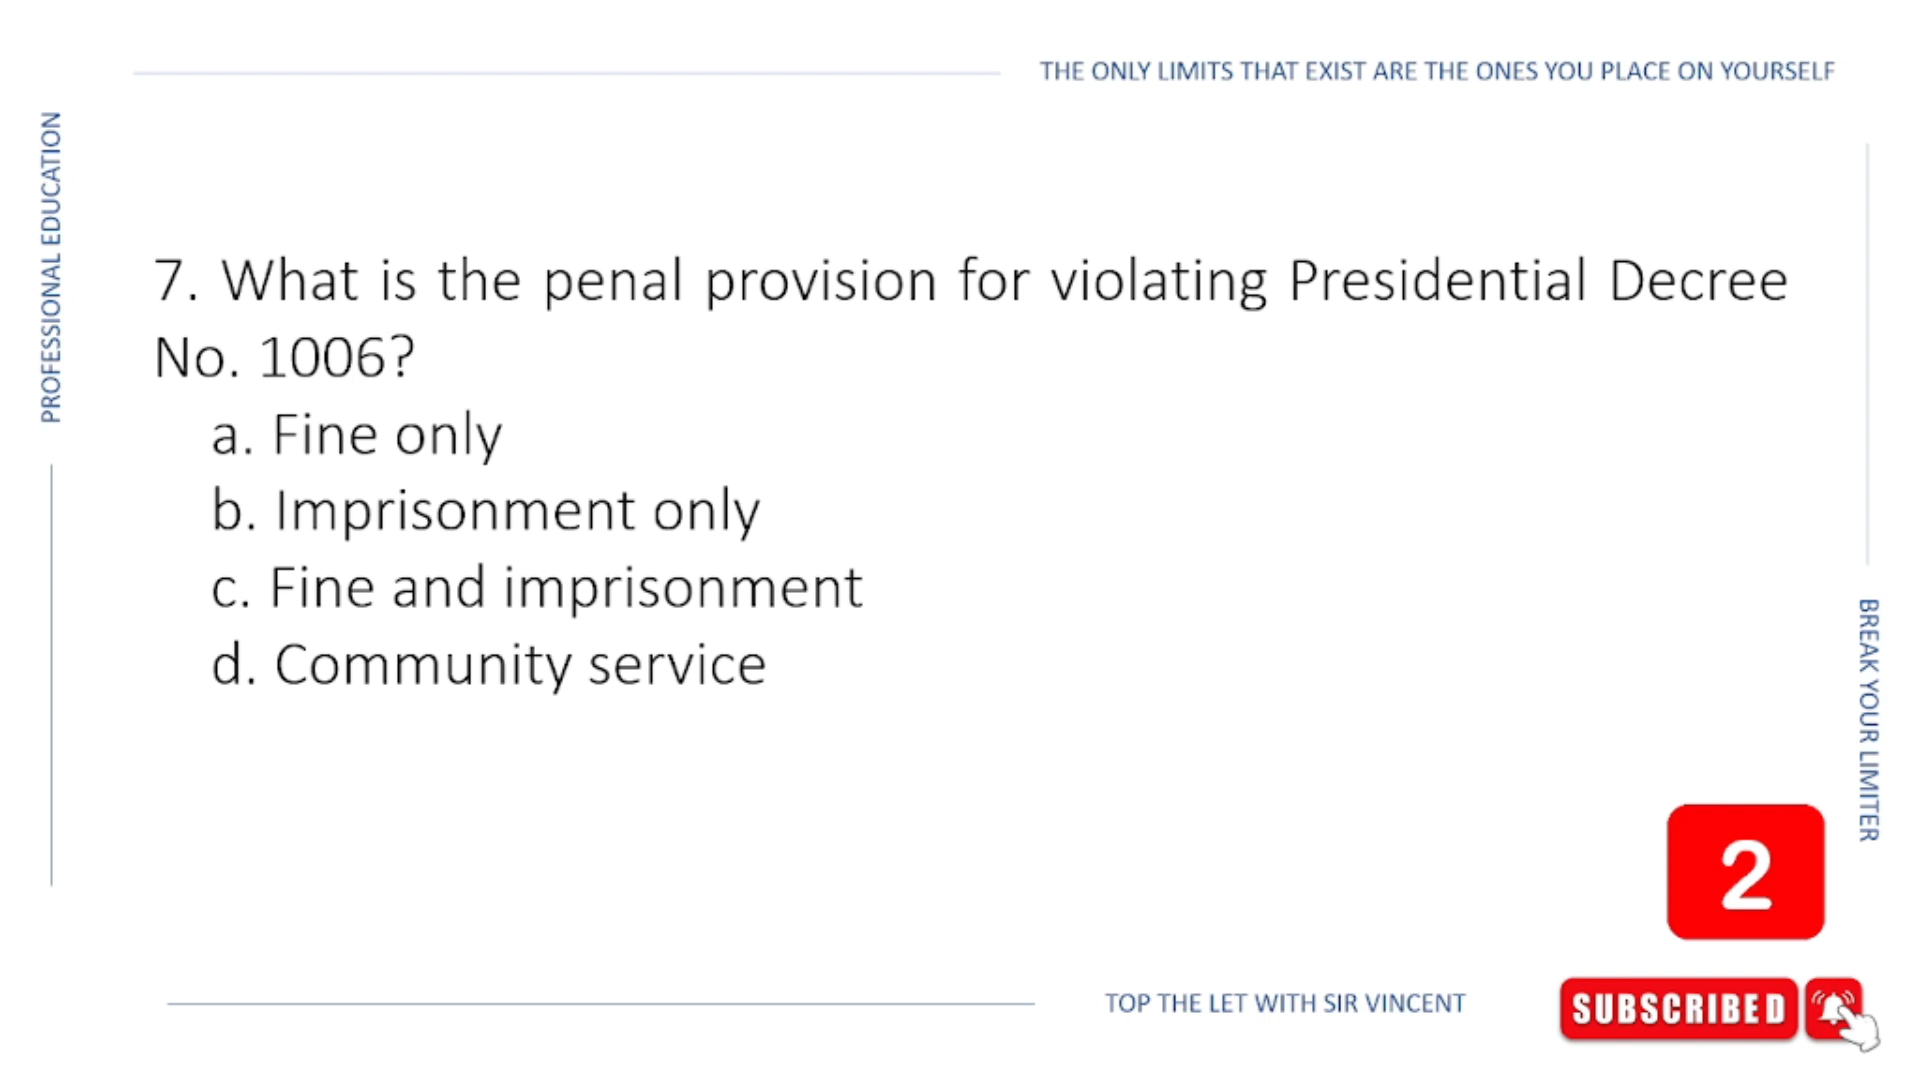 THE ONLY LIMITS THAT EXIST ARE THE ONES YOU PLACE ON YOURSELF
PROFESSIONAL EDUCATION
7. What is the penal provision for violating Presidential Decree
No. 1006?
a. Fine only
b. Imprisonment only
c. Fine and imprisonment
d. Community service
BREAK YOUR LIMITER
2
TOP THE LET WITH SIR VINCENT
SUBSCRIBED